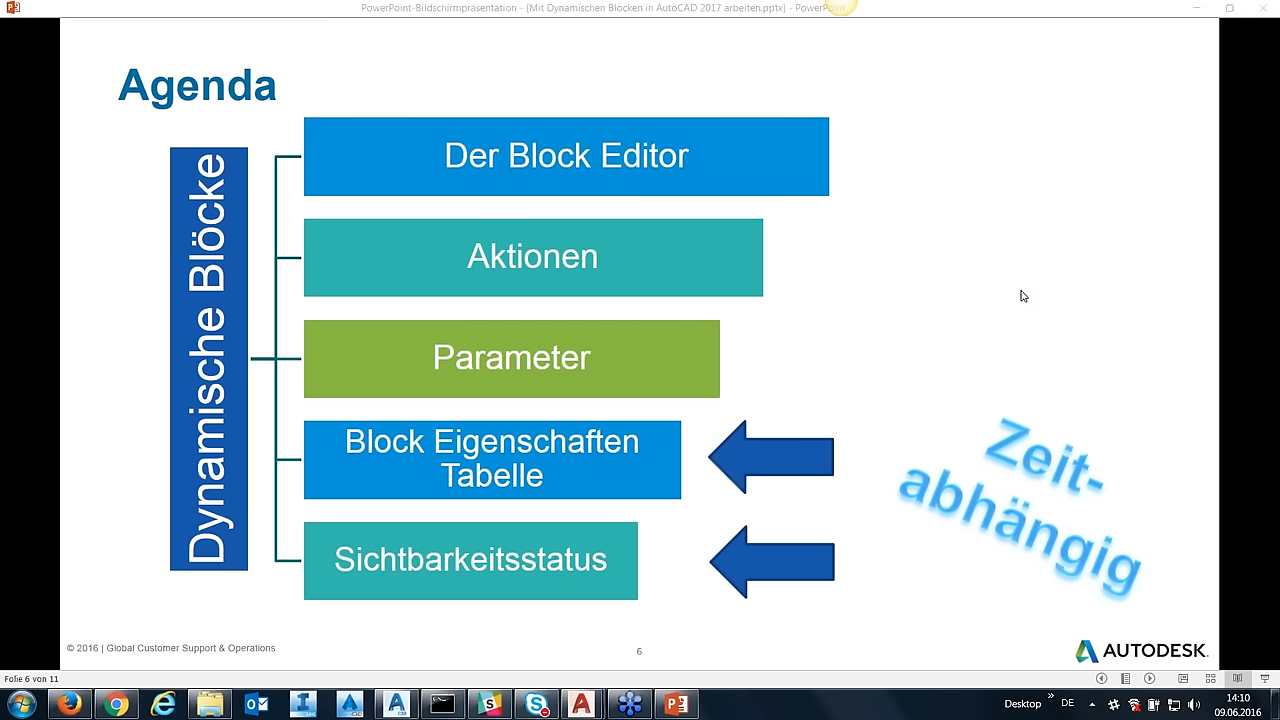 PowerPoint-Bildschirmpräsentation - [Mit Dynamischen Blöcken in AutoCAD 2017 arbeiten.pptx] - PowerPoint
Agenda
Dynamische Blöcke
Der Block Editor
Aktionen
Parameter
Block Eigenschaften
Tabelle
Sichtbarkeitsstatus
Zeit-
abhängig
© 2016 | Global Customer Support & Operations
6
AUTODESK.
Folie 6 von 11
Desktop
DE
14:10
09.06.2016